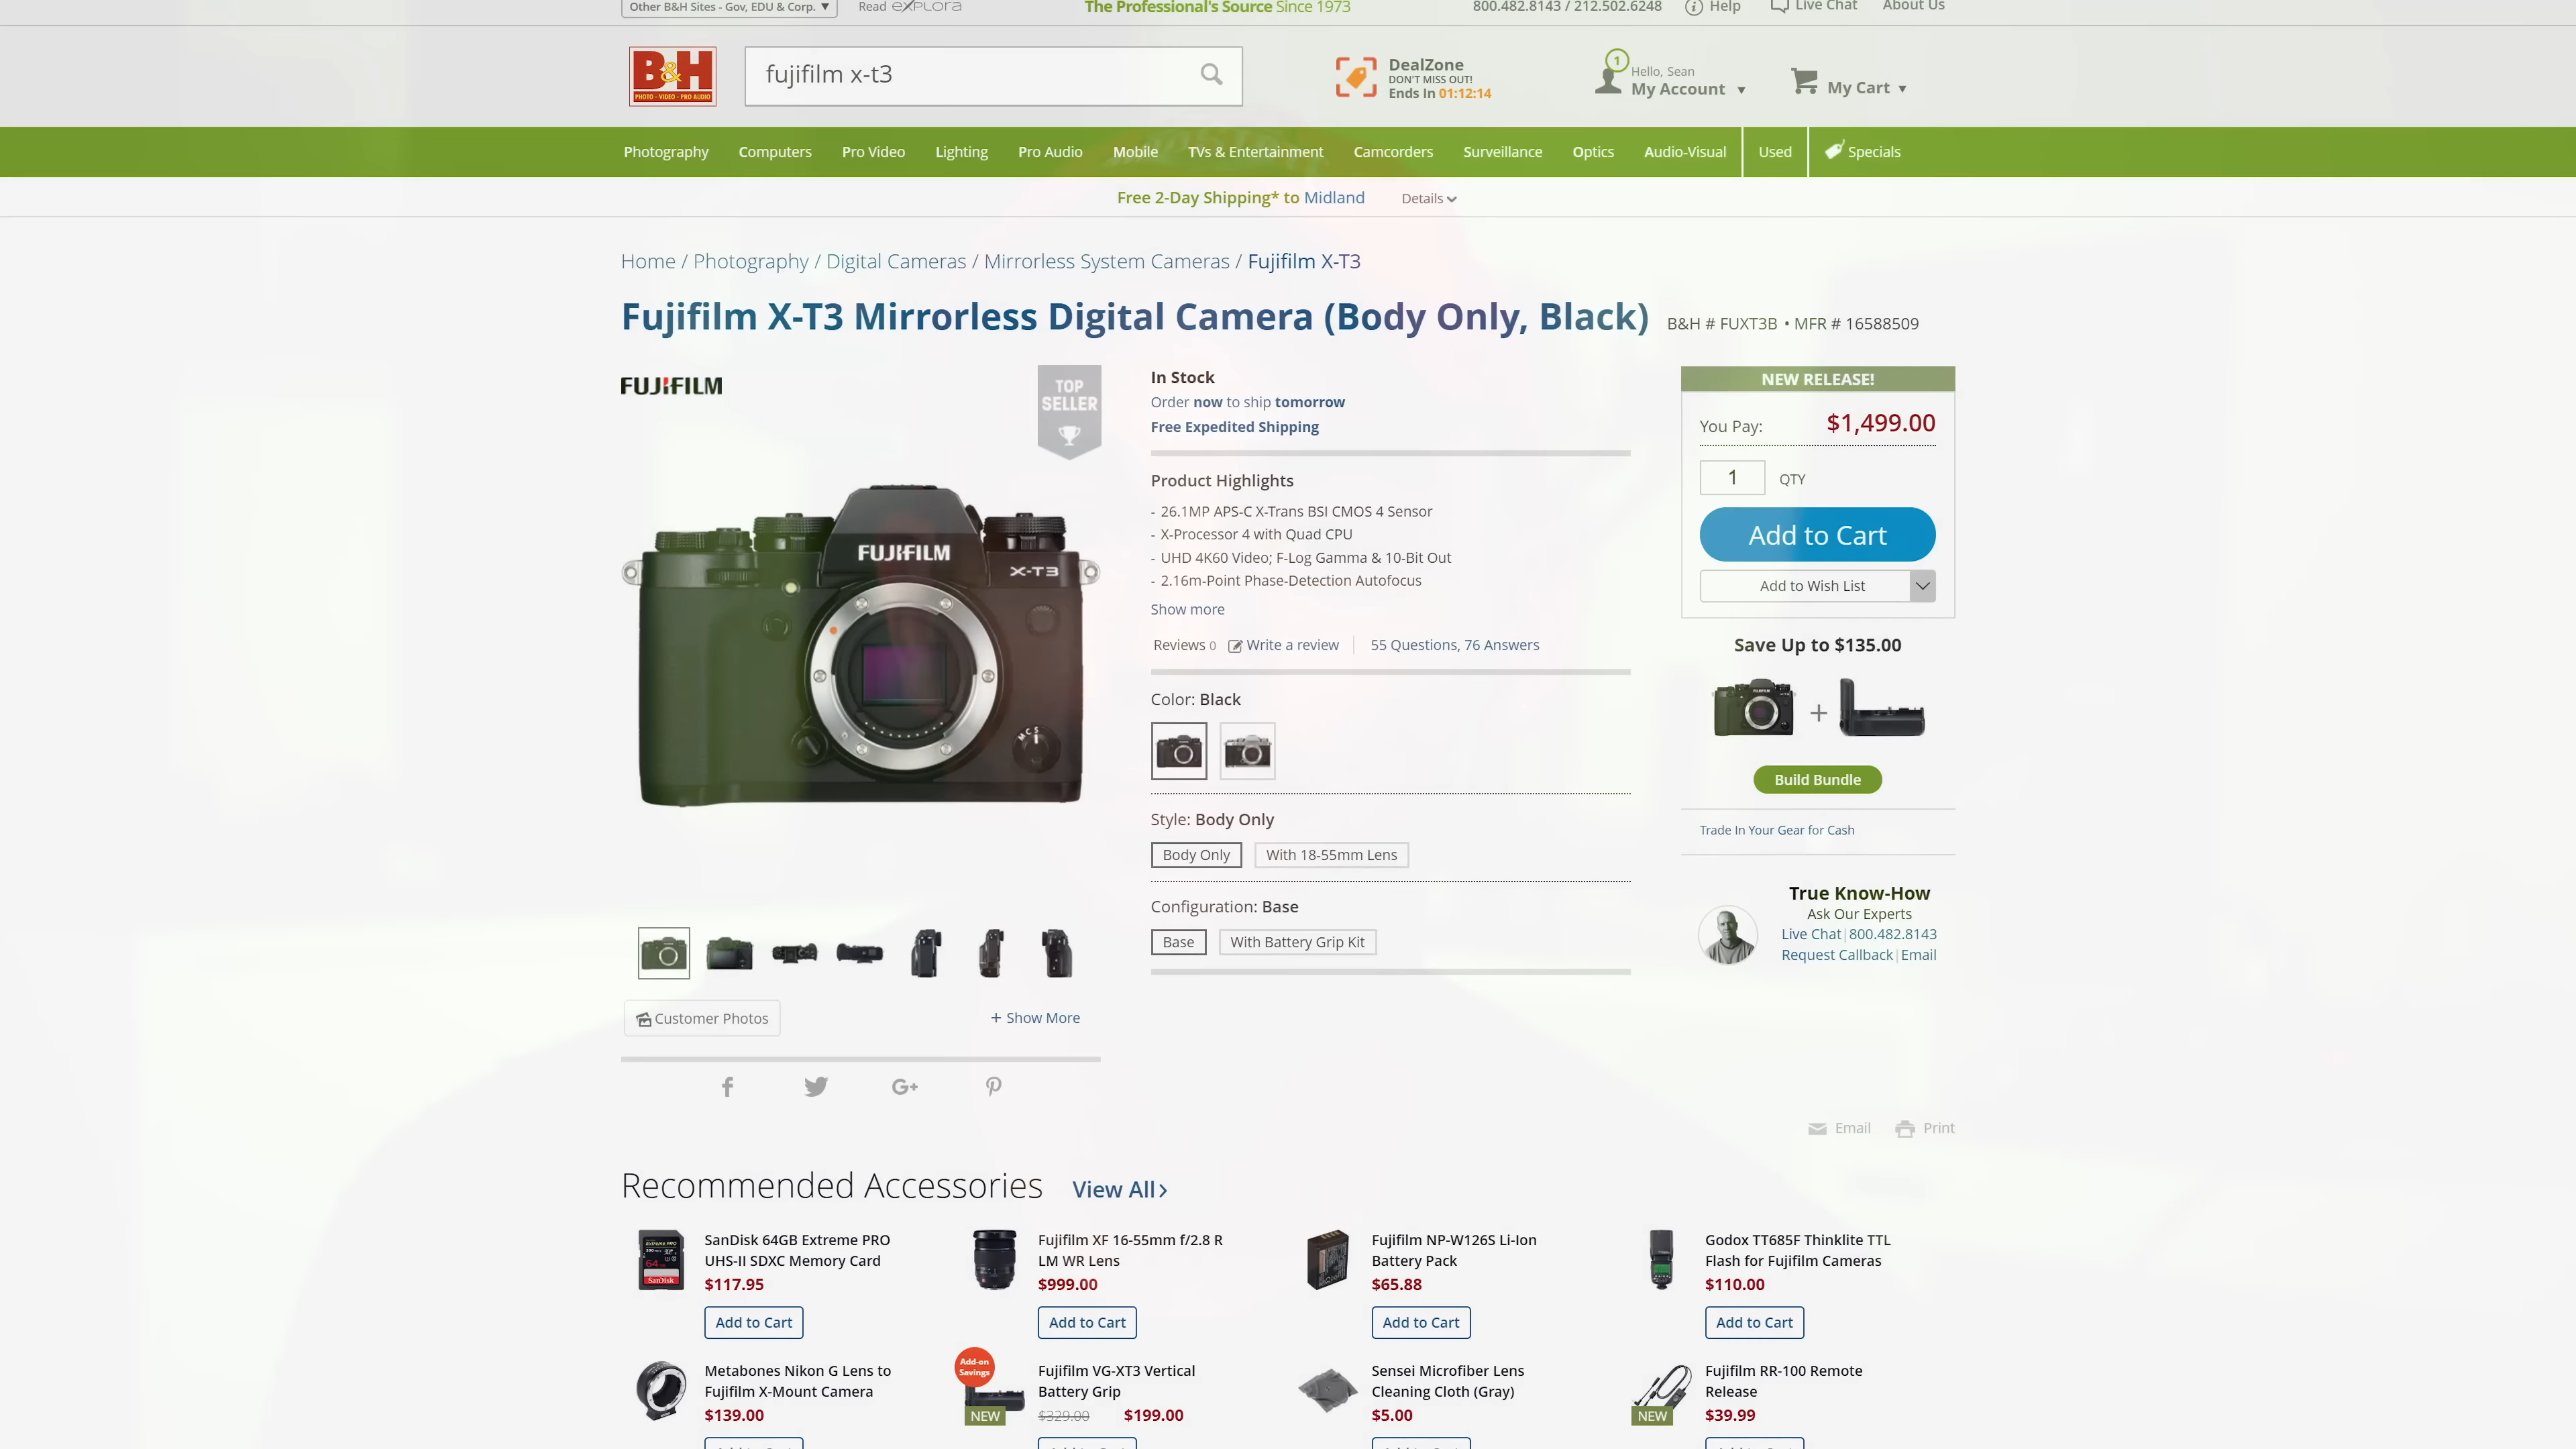 Other B&H Sites - Gov, EDU & Corp. ▼
Read eXplora
The Professional's Source Since 1973
800.482.8143 / 212.502.6248
Help
Live Chat
About Us
B&H
PHOTO - VIDEO - PRO AUDIO
fujifilm x-t3
DealZone
DON'T MISS OUT!
Ends In 01:12:14
1
Hello, Sean
My Account ▼
My Cart ▼
Photography Computers Pro Video Lighting Pro Audio Mobile TVs & Entertainment Camcorders Surveillance Optics Audio-Visual Used Specials
Free 2-Day Shipping* to Midland Details
Home / Photography / Digital Cameras / Mirrorless System Cameras / Fujifilm X-T3
Fujifilm X-T3 Mirrorless Digital Camera (Body Only, Black) B&H # FUXT3B • MFR # 16588509
FUJIFILM
TOP
SELLER
FUJIFILM
X-T3
M C S
In Stock
Order now to ship tomorrow
Free Expedited Shipping
Product Highlights
- 26.1MP APS-C X-Trans BSI CMOS 4 Sensor
- X-Processor 4 with Quad CPU
- UHD 4K60 Video; F-Log Gamma & 10-Bit Out
- 2.16m-Point Phase-Detection Autofocus
Show more
Reviews 0 Write a review 55 Questions, 76 Answers
Color: Black
Style: Body Only
Body Only With 18-55mm Lens
Configuration: Base
Base With Battery Grip Kit
NEW RELEASE!
You Pay: $1,499.00
1 QTY
Add to Cart
Add to Wish List
Save Up to $135.00
+
Build Bundle
Trade In Your Gear for Cash
True Know-How
Ask Our Experts
Live Chat | 800.482.8143
Request Callback | Email
Customer Photos
+ Show More
Email Print
Recommended Accessories View All >
SanDisk 64GB Extreme PRO
UHS-II SDXC Memory Card
$117.95
Add to Cart
Fujifilm XF 16-55mm f/2.8 R
LM WR Lens
$999.00
Add to Cart
Fujifilm NP-W126S Li-Ion
Battery Pack
$65.88
Add to Cart
Godox TT685F Thinklite TTL
Flash for Fujifilm Cameras
$110.00
Add to Cart
Metabones Nikon G Lens to
Fujifilm X-Mount Camera
$139.00
Add-on
Savings
NEW
Fujifilm VG-XT3 Vertical
Battery Grip
$329.00 $199.00
Sensei Microfiber Lens
Cleaning Cloth (Gray)
$5.00
NEW
Fujifilm RR-100 Remote
Release
$39.99